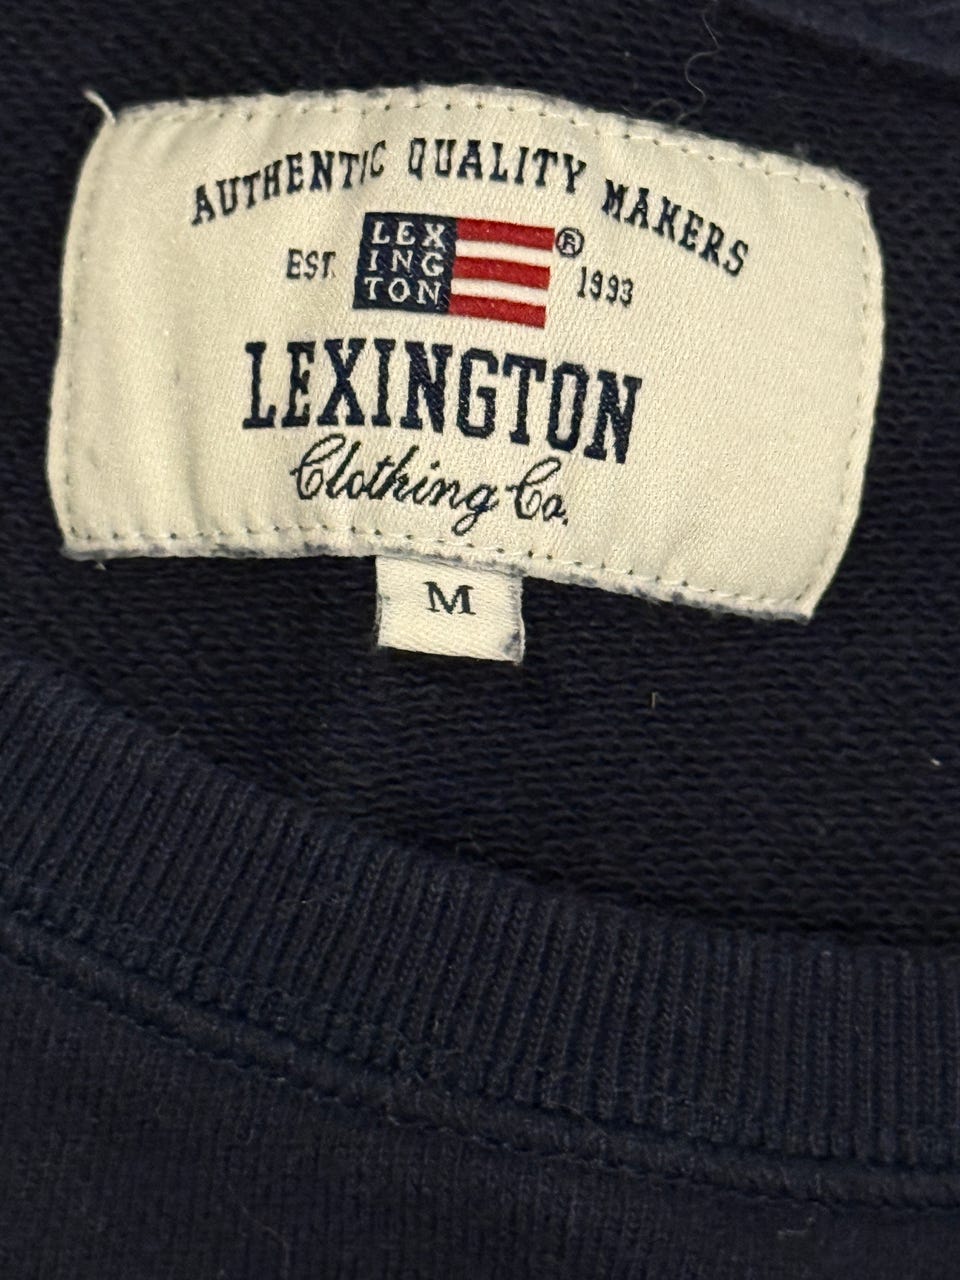 AUTHENTIC QUALITY MAKERS
LEX
ING
TON
®
EST. 1993
LEXINGTON
Clothing Co.
M